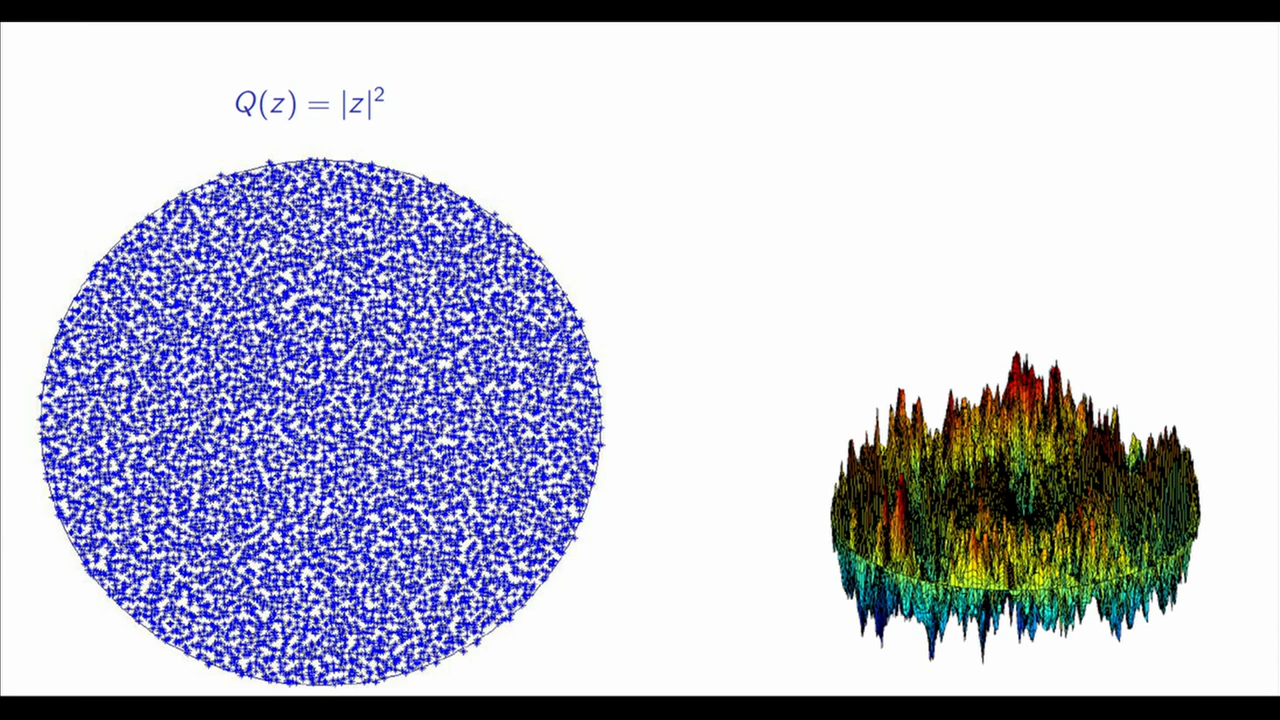 Q(z) = |z|²